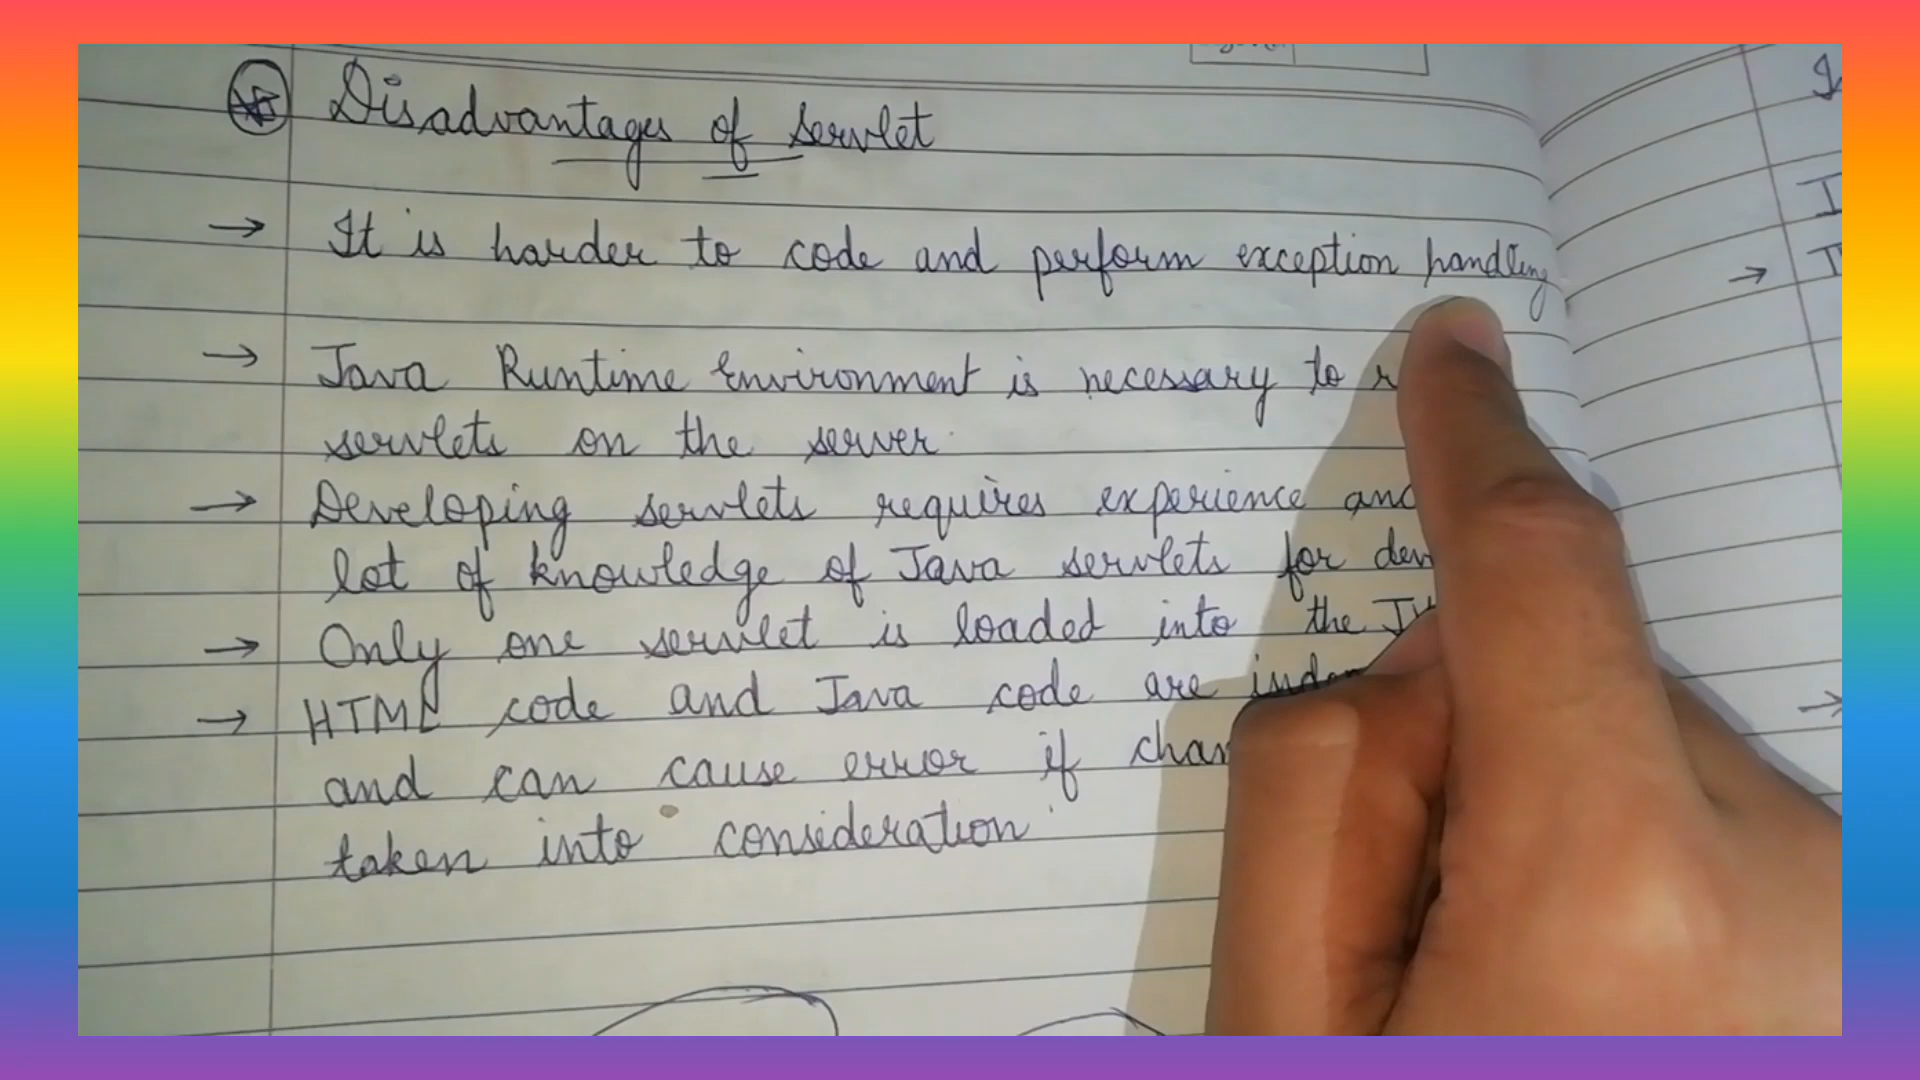 Disadvantages of Servlet
→ It is harder to code and perform exception handling
→ Java Runtime Environment is necessary to
servlets on the server.
→ Developing servlets requires experience and
lot of knowledge of Java servlets for
→ Only one servlet is loaded into the
→ HTML code and Java code are
and can cause error if
taken into consideration